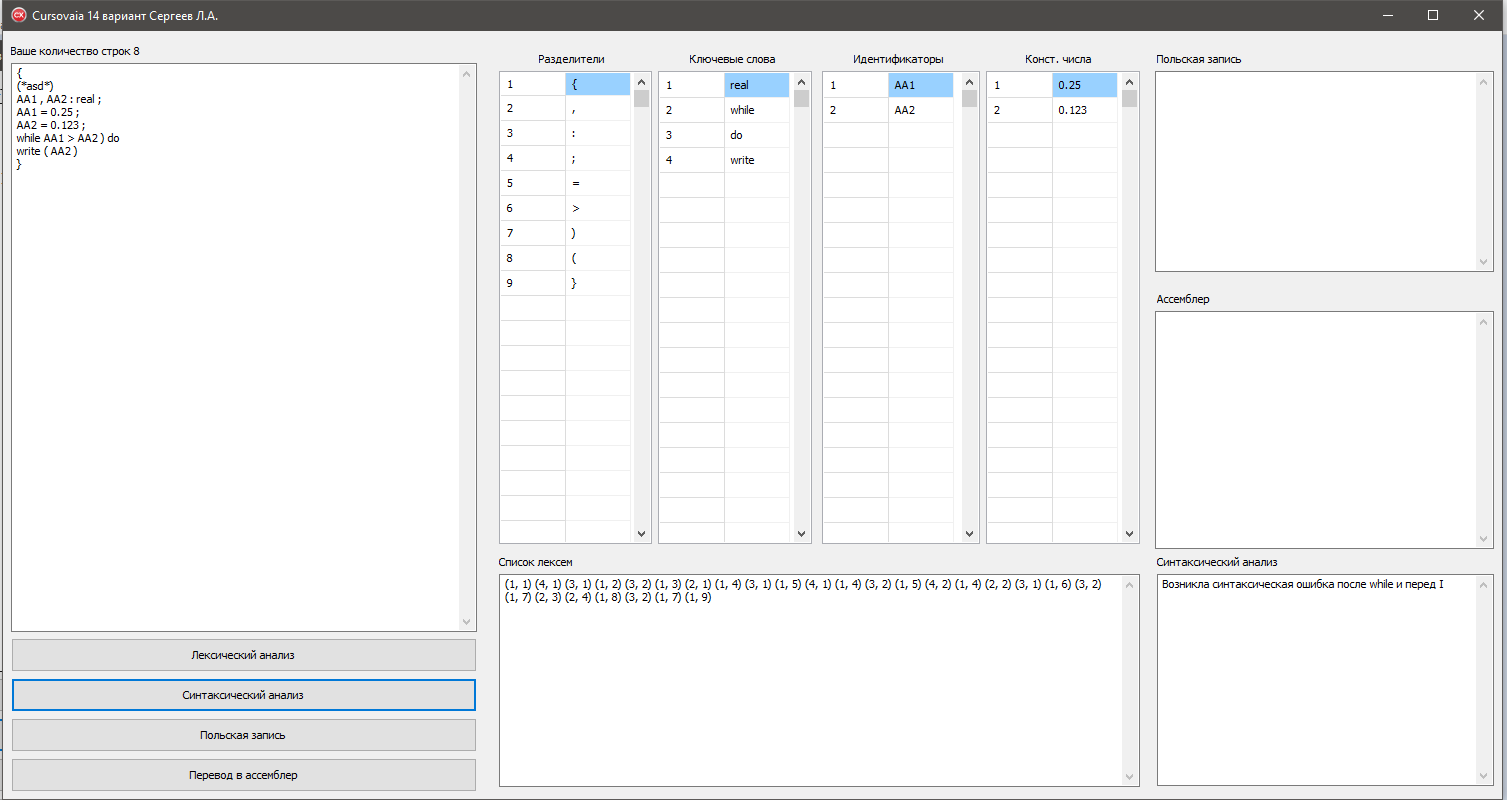 Cursovaia 14 вариант Сергеев Л.А.
Ваше количество строк 8
{
(*asd*)
AA1 , AA2 : real ;
AA1 = 0.25 ;
AA2 = 0.123 ;
while AA1 > AA2 ) do
write ( AA2 )
}
Лексический анализ
Синтаксический анализ
Польская запись
Перевод в ассемблер
Разделители
1 {
2 ,
3 :
4 ;
5 =
6 >
7 )
8 (
9 }
Ключевые слова
1 real
2 while
3 do
4 write
Идентификаторы
1 AA1
2 AA2
Конст. числа
1 0.25
2 0.123
Список лексем
(1, 1) (4, 1) (3, 1) (1, 2) (3, 2) (1, 3) (2, 1) (1, 4) (3, 1) (1, 5) (4, 1) (1, 4) (3, 2) (1, 5) (4, 2) (1, 4) (2, 2) (3, 1) (1, 6) (3, 2)
(1, 7) (2, 3) (2, 4) (1, 8) (3, 2) (1, 7) (1, 9)
Польская запись
Ассемблер
Синтаксический анализ
Возникла синтаксическая ошибка после while и перед I